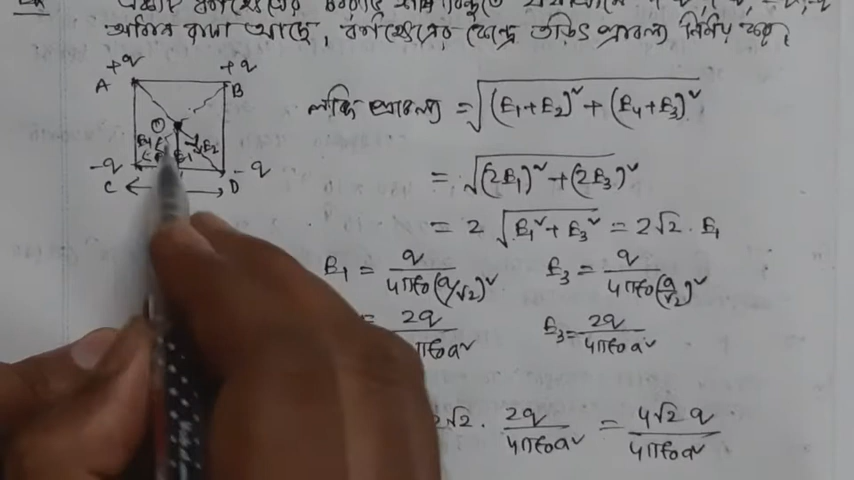 আধান রাখা আছে, বর্গক্ষেত্রের কেন্দ্রে তড়িৎ প্রাবল্য নির্ণয় কর।
+q +q
A B
লব্ধি প্রাবল্য = √(E₁+E₂)² + (E₄+E₃)²
E₄ E₁ E₂
-q -q
C D
= √(2E₁)² + (2E₃)²
= 2 √E₁² + E₃² = 2√2 . E₁
E₁ = q / 4πε₀(a/√2)² E₃ = q / 4πε₀(a/√2)²
= 2q / πε₀a² E₃ = 2q / 4πε₀a²
2√2 . 2q / 4πε₀a² = 4√2 q / 4πε₀a²